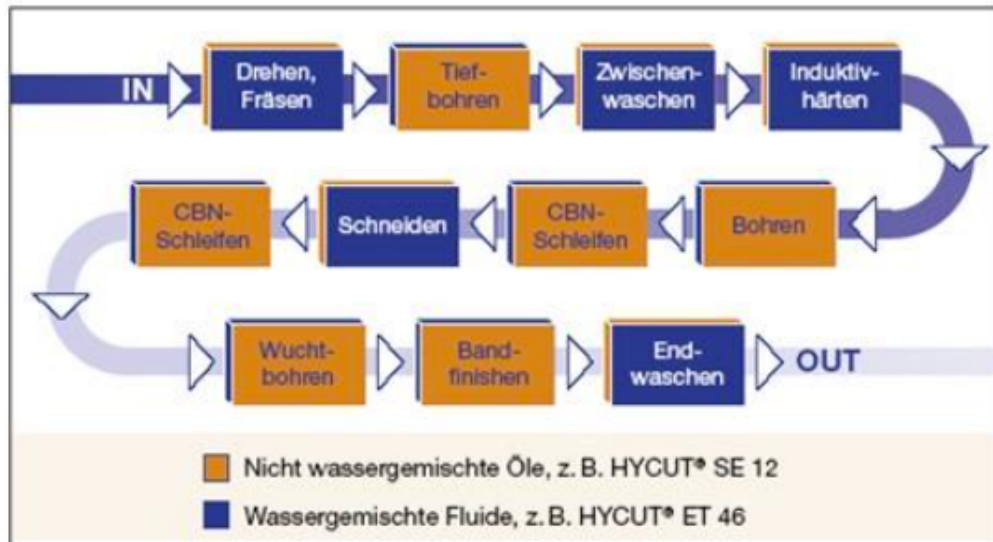 IN
Drehen,
Fräsen
Tief-
bohren
Zwischen-
waschen
Induktiv-
härten
Bohren
CBN-
Schleifen
Schneiden
CBN-
Schleifen
Wucht-
bohren
Band-
finishen
End-
waschen
OUT
Nicht wassergemischte Öle, z. B. HYCUT® SE 12
Wassergemischte Fluide, z. B. HYCUT® ET 46